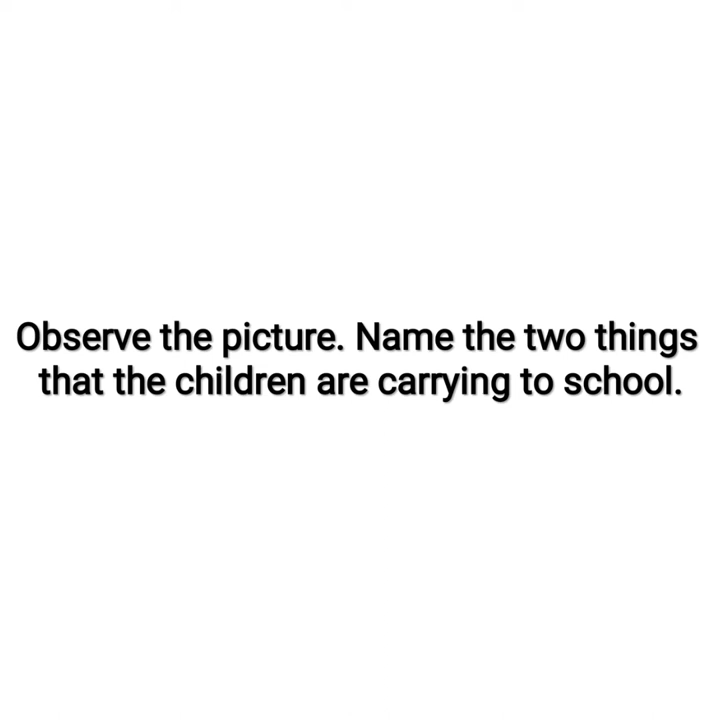 Observe the picture. Name the two things
that the children are carrying to school.